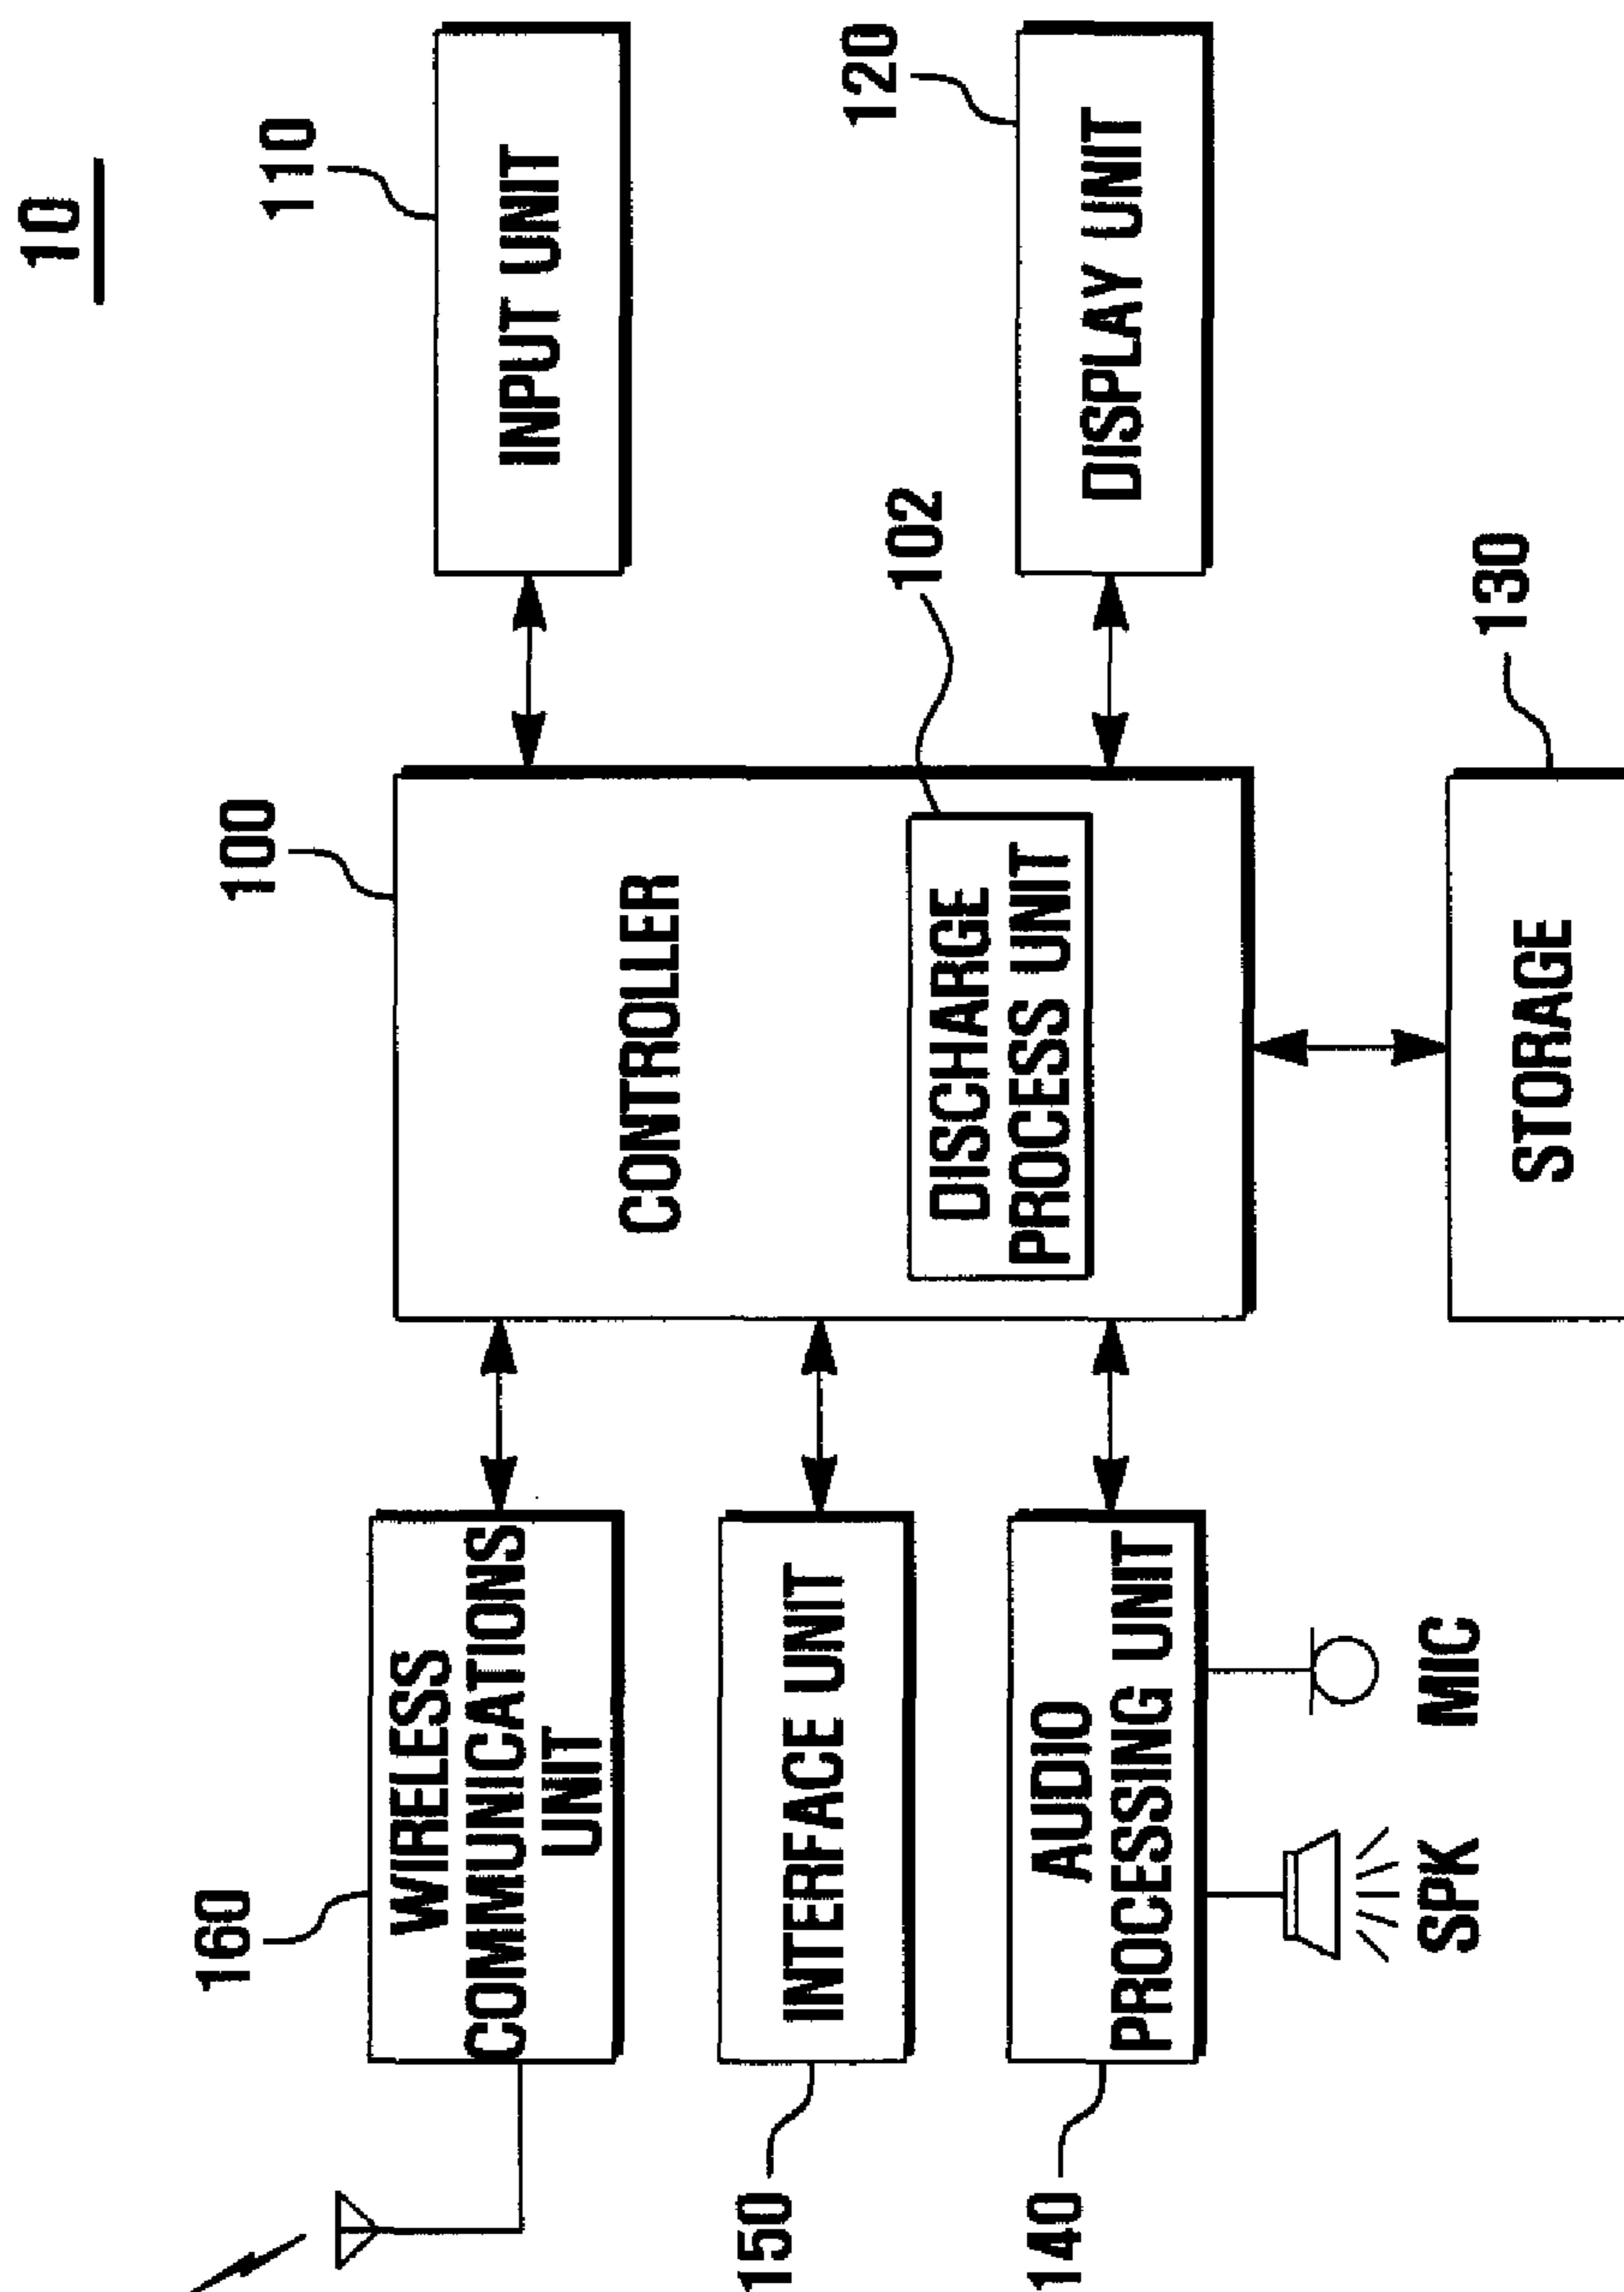 10
160
WIRELESS
COMMUNICATIONS
UNIT
100
CONTROLLER
110
INPUT UNIT
150
INTERFACE UNIT
102
DISCHARGE
PROCESS UNIT
120
DISPLAY UNIT
140
AUDIO
PROCESSING UNIT
SPK
MIC
130
STORAGE